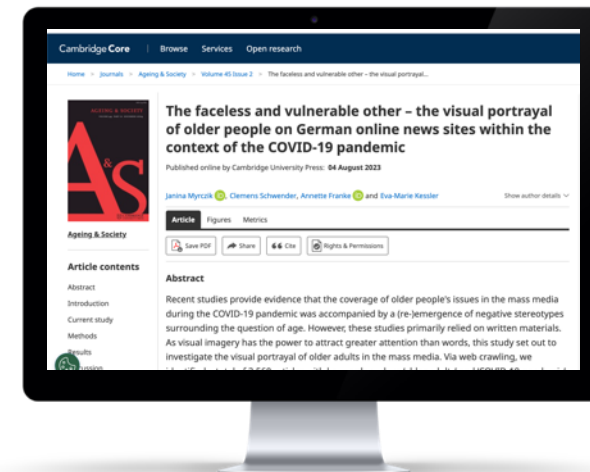 Cambridge Core
Browse Services Open research
Home > Journals > Ageing & Society > Volume 45 Issue 2 > The faceless and vulnerable other – the visual portrayal...
AGEING & SOCIETY
A&S
Ageing & Society
Article contents
Abstract
Introduction
Current study
Methods
Results
The faceless and vulnerable other – the visual portrayal
of older people on German online news sites within the
context of the COVID-19 pandemic
Published online by Cambridge University Press: 04 August 2023
Janina Myrczik, Clemens Schwender, Annette Franke and Eva-Marie Kessler
Show author details
Article Figures Metrics
Save PDF Share Cite Rights & Permissions
Abstract
Recent studies provide evidence that the coverage of older people's issues in the mass media
during the COVID-19 pandemic was accompanied by a (re-)emergence of negative stereotypes
surrounding the question of age. However, these studies primarily relied on written materials.
As visual imagery has the power to attract greater attention than words, this study set out to
investigate the visual portrayal of older adults in the mass media. Via web crawling, we